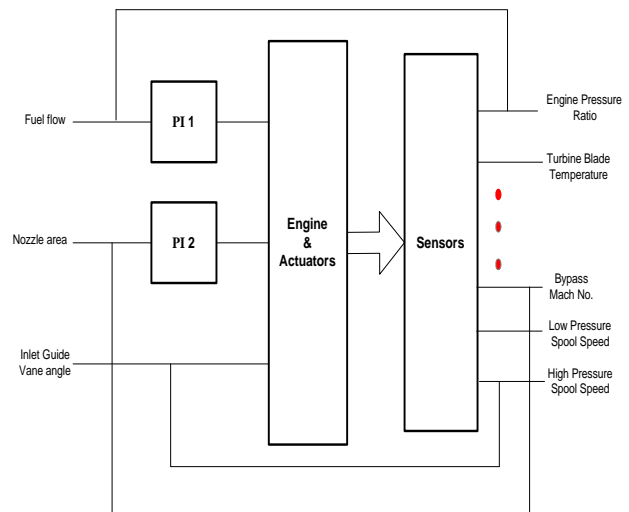 Fuel flow
PI 1
Nozzle area
PI 2
Inlet Guide
Vane angle
Engine
&
Actuators
Sensors
Engine Pressure
Ratio
Turbine Blade
Temperature
Bypass
Mach No.
Low Pressure
Spool Speed
High Pressure
Spool Speed